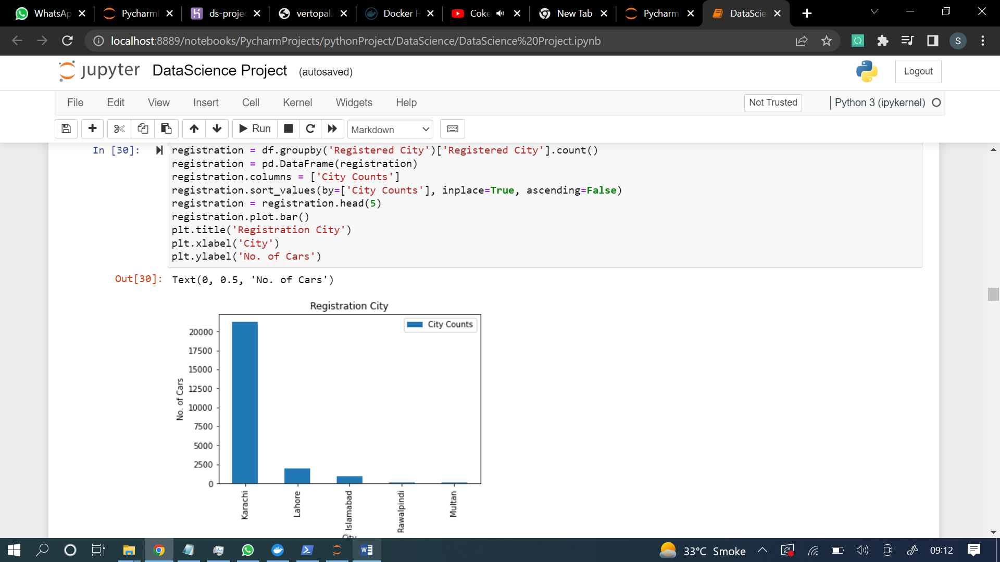 WhatsAp
Pycharm
ds-projec
vertopal.
Docker H
Coke
New Tab
Pycharm
DataScie
localhost:8889/notebooks/PycharmProjects/pythonProject/DataScience/DataScience%20Project.ipynb
S
jupyter DataScience Project (autosaved)
Logout
File Edit View Insert Cell Kernel Widgets Help
Not Trusted
Python 3 (ipykernel)
Run
Markdown
In [30]:
registration = df.groupby('Registered City')['Registered City'].count()
registration = pd.DataFrame(registration)
registration.columns = ['City Counts']
registration.sort_values(by=['City Counts'], inplace=True, ascending=False)
registration = registration.head(5)
registration.plot.bar()
plt.title('Registration City')
plt.xlabel('City')
plt.ylabel('No. of Cars')
Out[30]: Text(0, 0.5, 'No. of Cars')
Registration City
City Counts
20000
17500
15000
12500
10000
7500
5000
2500
0
No. of Cars
Karachi
Lahore
Islamabad
Rawalpindi
Multan
City
33°C Smoke
09:12